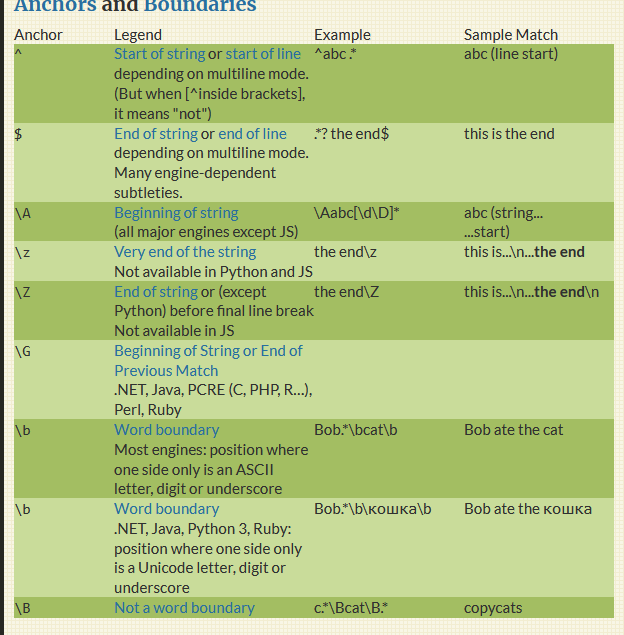 Anchors and Boundaries
Anchor Legend Example Sample Match
^ Start of string or start of line ^abc .* abc (line start)
depending on multiline mode.
(But when [^inside brackets],
it means "not")
$ End of string or end of line .*? the end$ this is the end
depending on multiline mode.
Many engine-dependent
subtleties.
\A Beginning of string \Aabc[\d\D]* abc (string...
(all major engines except JS) ...start)
\z Very end of the string the end\z this is...\n...the end
Not available in Python and JS
\Z End of string or (except the end\Z this is...\n...the end\n
Python) before final line break
Not available in JS
\G Beginning of String or End of
Previous Match
.NET, Java, PCRE (C, PHP, R…),
Perl, Ruby
\b Word boundary Bob.*\bcat\b Bob ate the cat
Most engines: position where
one side only is an ASCII
letter, digit or underscore
\b Word boundary Bob.*\b\кошка\b Bob ate the кошка
.NET, Java, Python 3, Ruby:
position where one side only
is a Unicode letter, digit or
underscore
\B Not a word boundary c.*\Bcat\B.* copycats